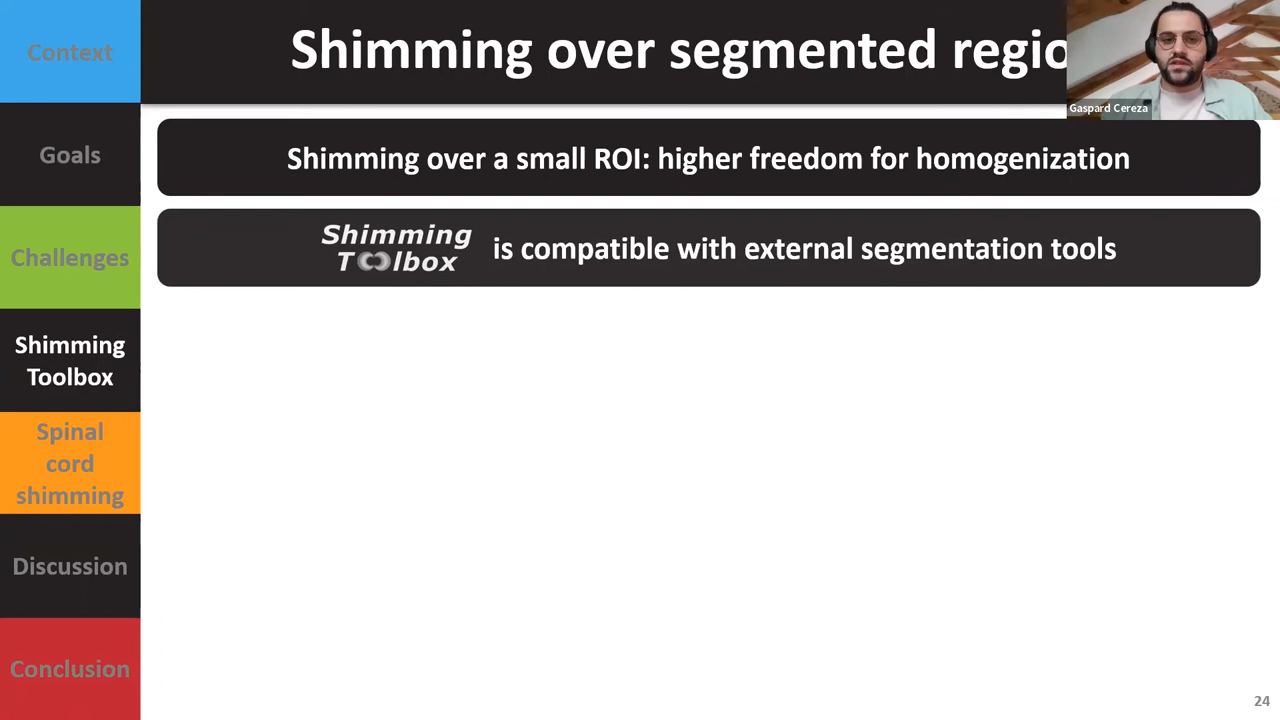 Context
Shimming over segmented regio
Gaspard Cereza
Goals
Shimming over a small ROI: higher freedom for homogenization
Shimming
Toolbox
is compatible with external segmentation tools
Challenges
Shimming
Toolbox
Spinal
cord
shimming
Discussion
Conclusion
24